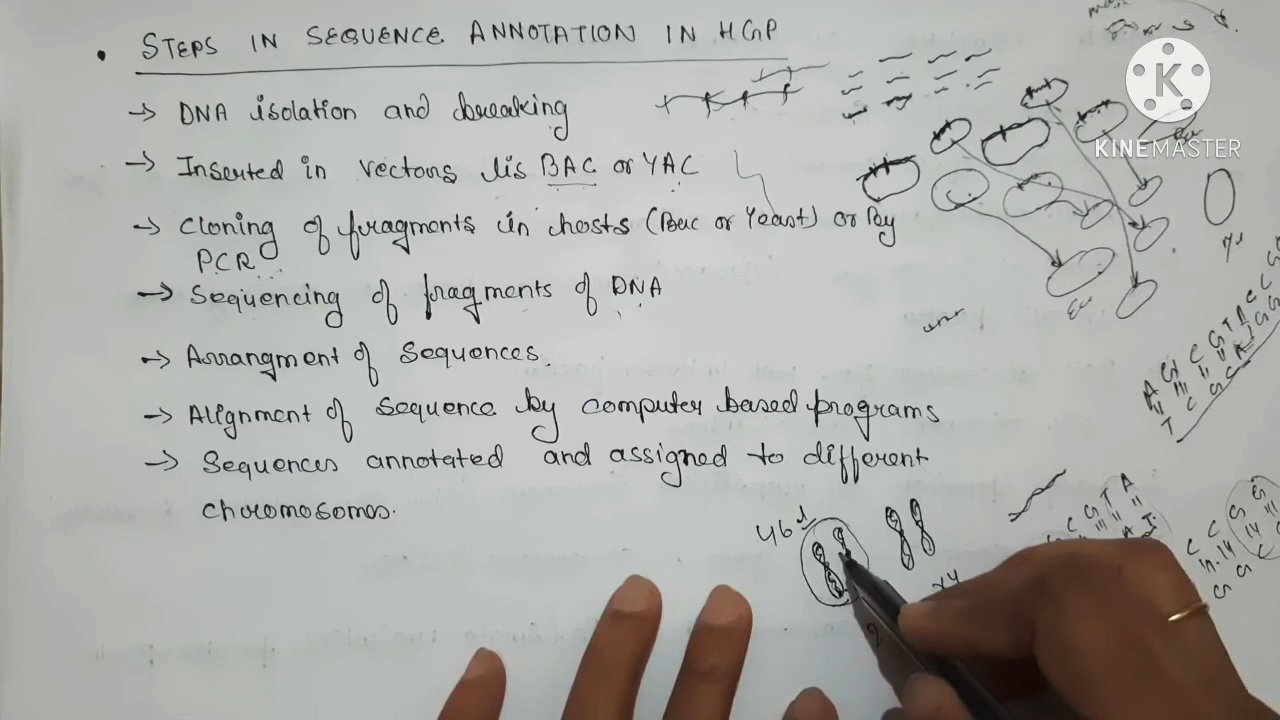 • STEPS IN SEQUENCE ANNOTATION IN HGP
→ DNA isolation and breaking
→ Inserted in vectors lis BAC or YAC
→ Cloning of fragments in hosts (Bac or Yeast) or By
PCR
→ Sequencing of fragments of DNA
→ Arrangment of Sequences.
→ Alignment of Sequence by computer based programs
→ Sequences annotated and assigned to different
chromosomes.
46
K
KINEMASTER